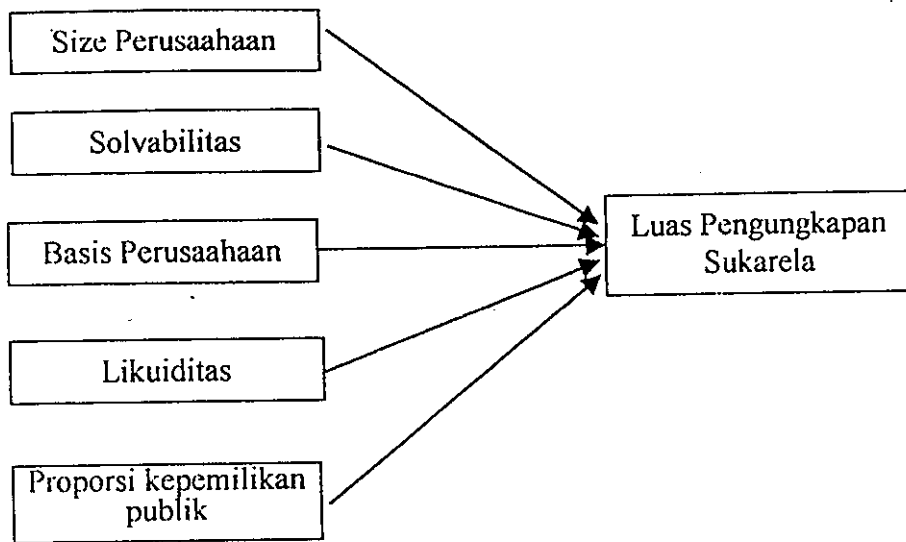 Size Perusaahaan
Solvabilitas
Basis Perusaahaan
Luas Pengungkapan
Sukarela
Likuiditas
Proporsi kepemilikan
publik